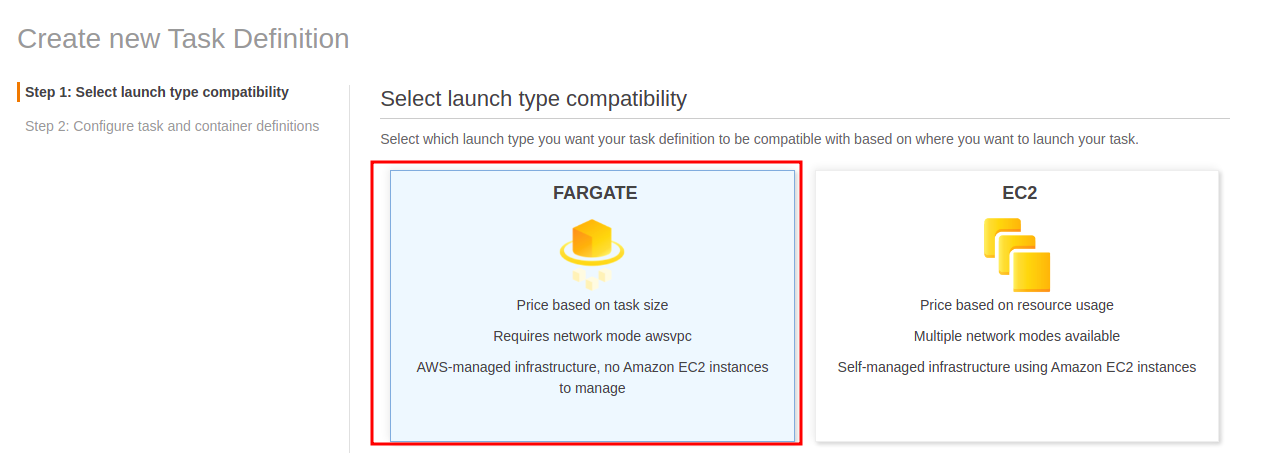 Create new Task Definition
Step 1: Select launch type compatibility
Step 2: Configure task and container definitions
Select launch type compatibility
Select which launch type you want your task definition to be compatible with based on where you want to launch your task.
FARGATE
Price based on task size
Requires network mode awsvpc
AWS-managed infrastructure, no Amazon EC2 instances
to manage
EC2
Price based on resource usage
Multiple network modes available
Self-managed infrastructure using Amazon EC2 instances